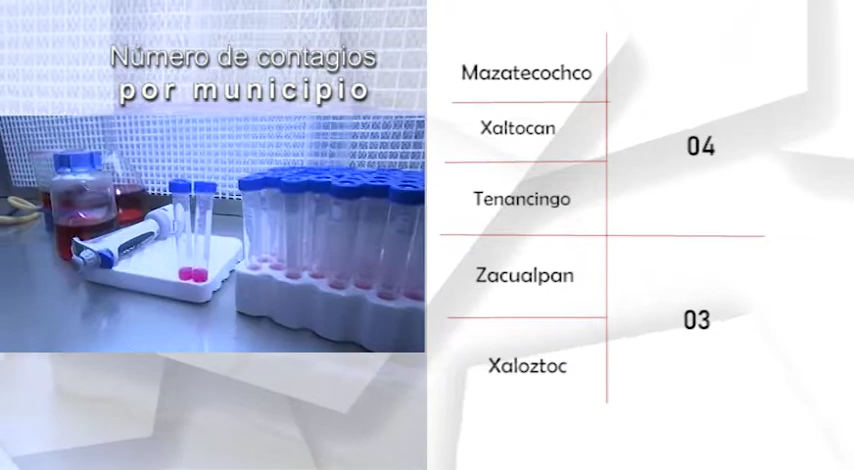 Número de contagios
por municipio
Mazatecochco
Xaltocan
04
Tenancingo
Zacualpan
03
Xaloztoc